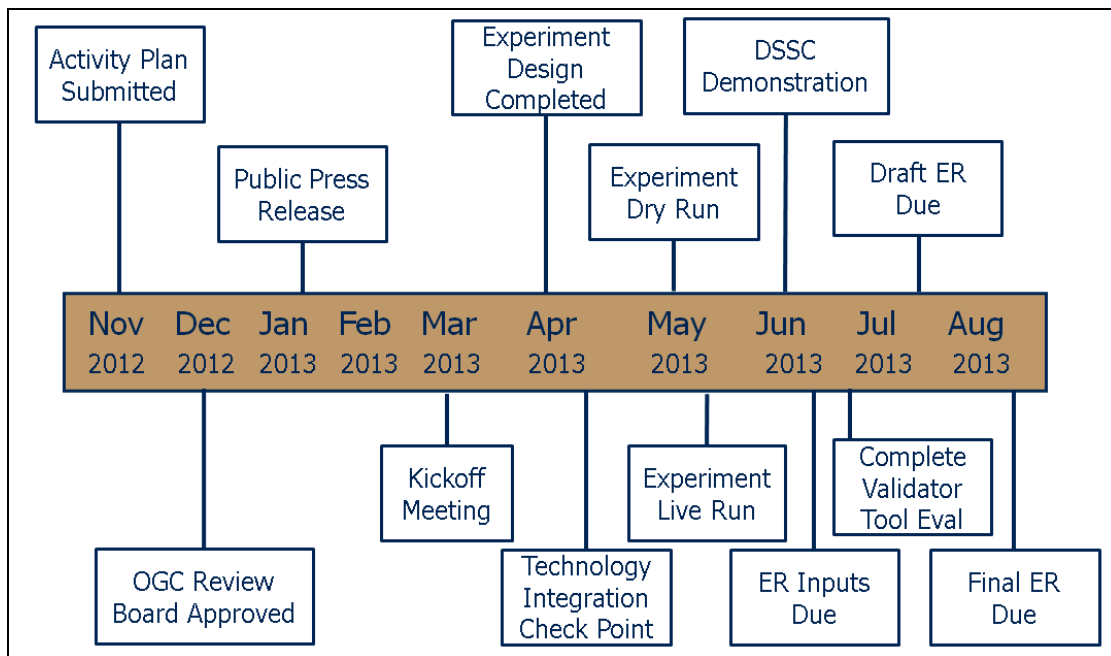 Activity Plan
Submitted
Experiment
Design
Completed
DSSC
Demonstration
Public Press
Release
Experiment
Dry Run
Draft ER
Due
Nov Dec Jan Feb Mar Apr May Jun Jul Aug
2012 2012 2013 2013 2013 2013 2013 2013 2013 2013
Kickoff
Meeting
Experiment
Live Run
Complete
Validator
Tool Eval
OGC Review
Board Approved
Technology
Integration
Check Point
ER Inputs
Due
Final ER
Due